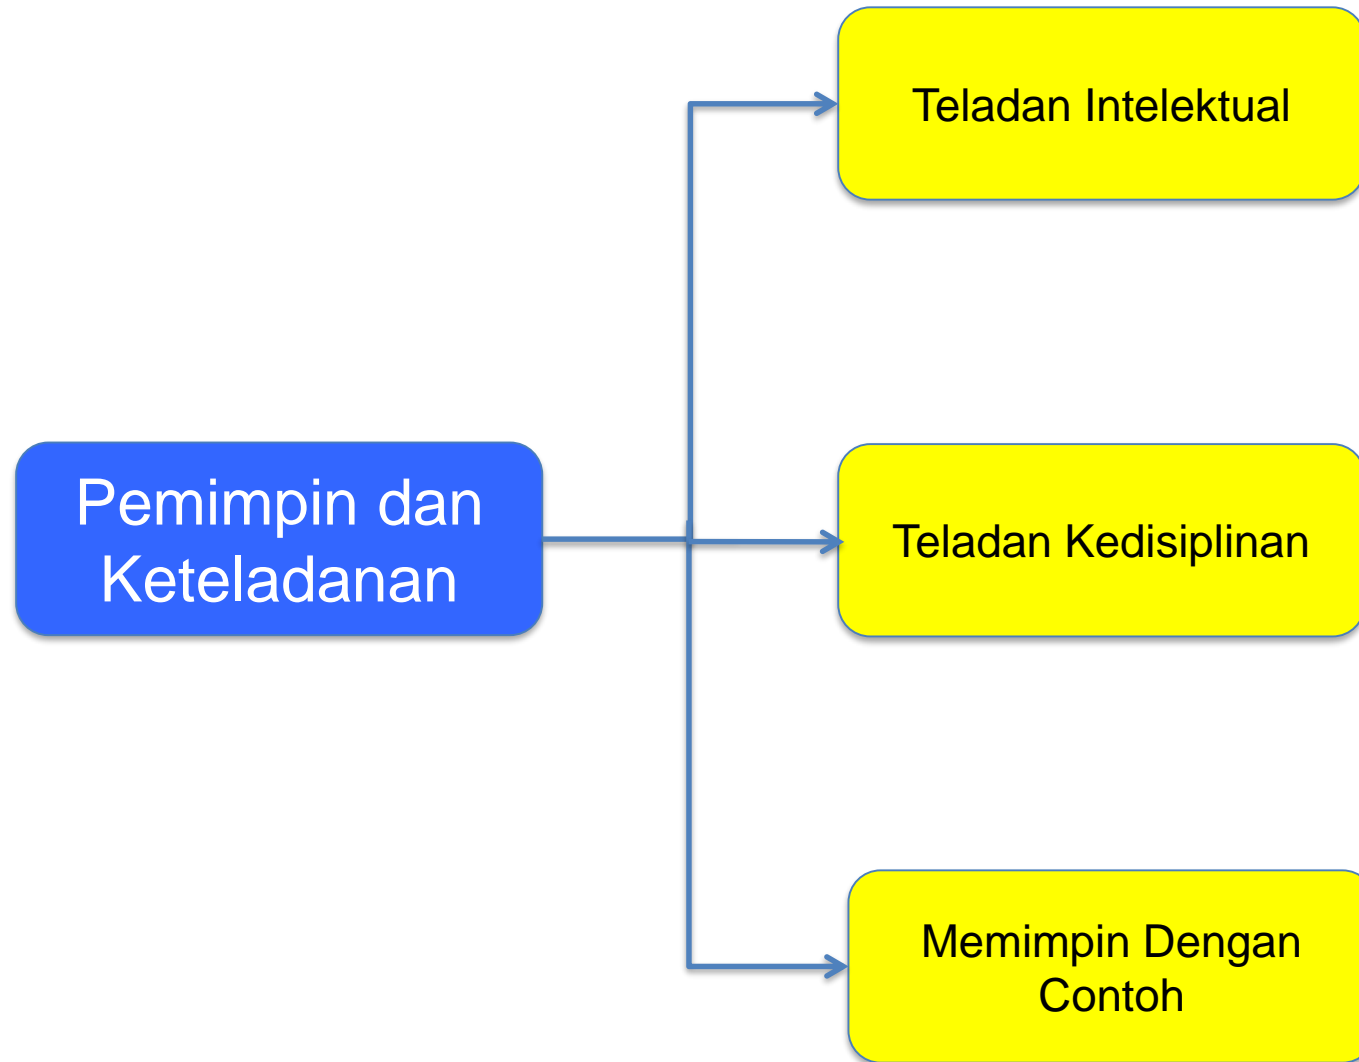 Teladan Intelektual
Pemimpin dan
Keteladanan
Teladan Kedisiplinan
Memimpin Dengan
Contoh